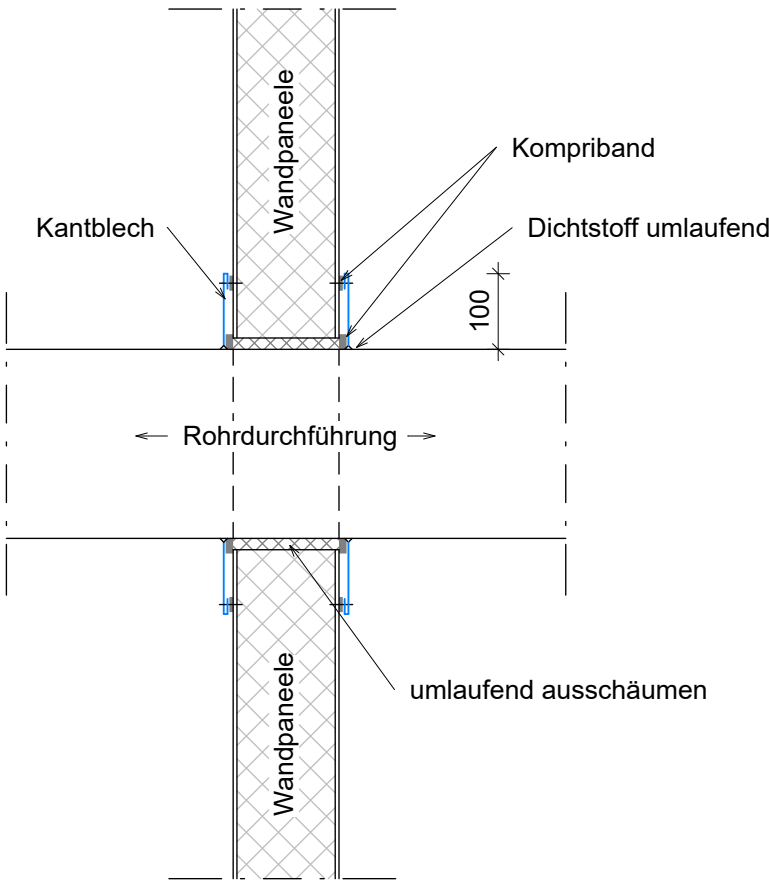 Wandpaneele
Kompriband
Kantblech
Dichtstoff umlaufend
100
Rohrdurchführung
umlaufend ausschäumen
Wandpaneele